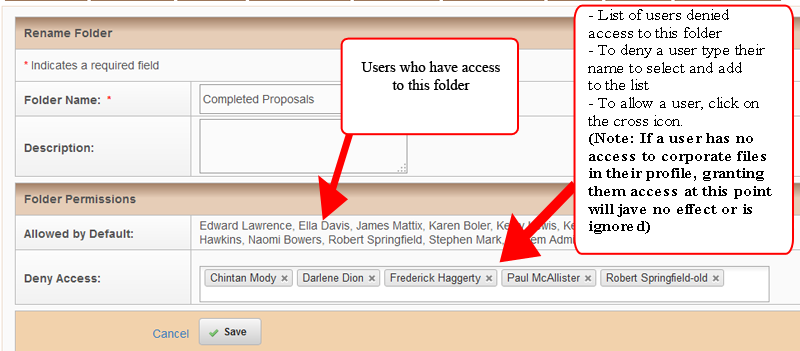 Rename Folder
* Indicates a required field
Folder Name: *
Completed Proposals
Description:
Users who have access
to this folder
- List of users denied
access to this folder
- To deny a user type their
name to select and add
to the list
- To allow a user, click on
the cross icon.
(Note: If a user has no
access to corporate files
in their profile, granting
them access at this point
will jave no effect or is
ignored)
Folder Permissions
Allowed by Default:
Edward Lawrence, Ella Davis, James Mattix, Karen Boler,
Hawkins, Naomi Bowers, Robert Springfield, Stephen Mark,
Deny Access:
Chintan Mody × Darlene Dion × Frederick Haggerty × Paul McAllister × Robert Springfield-old ×
Cancel Save